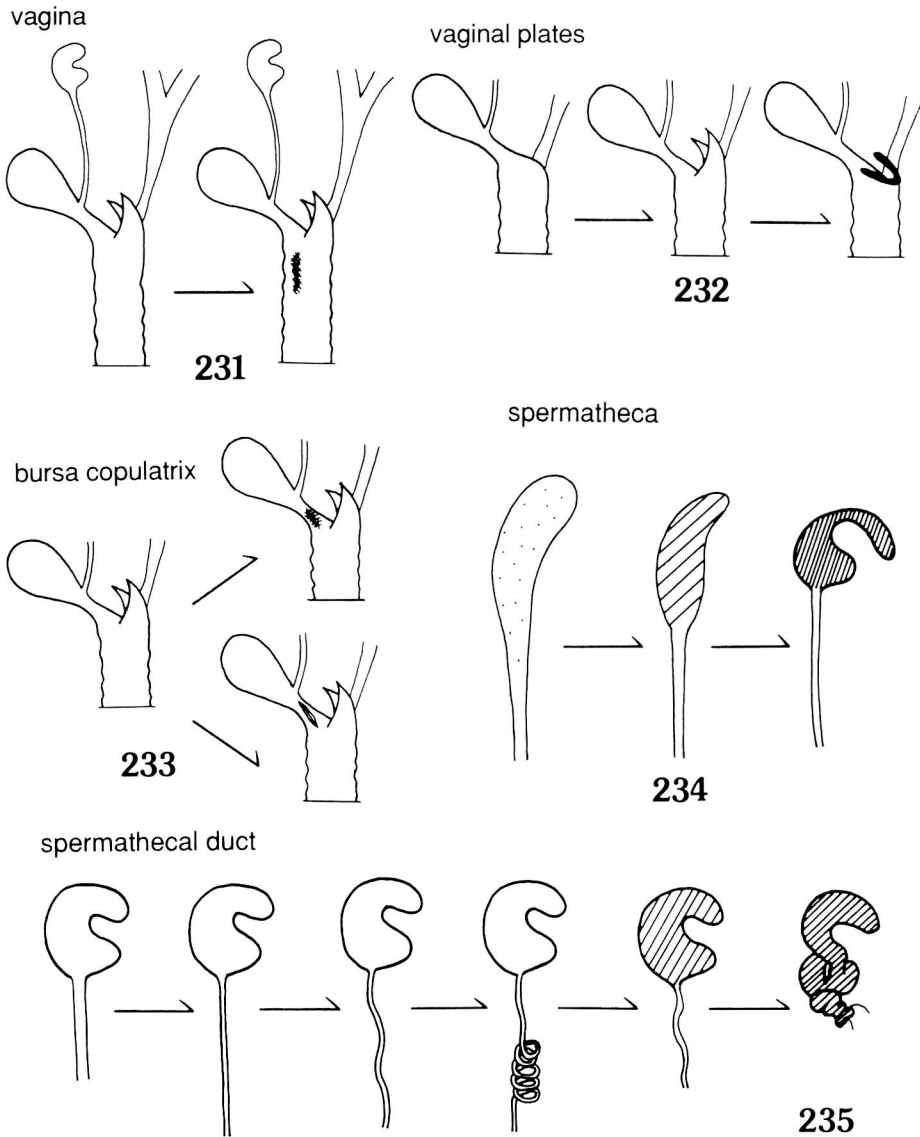 vagina
vaginal plates
231
232
bursa copulatrix
spermatheca
233
234
spermathecal duct
235